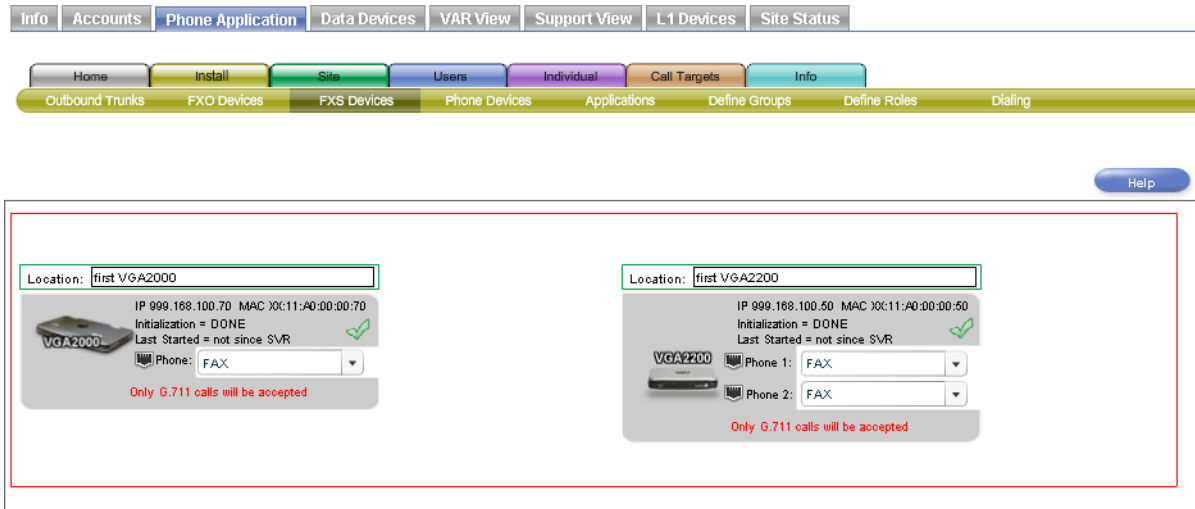 Info Accounts Phone Application Data Devices VAR View Support View L1 Devices Site Status
Home Install Site Users Individual Call Targets Info
Outbound Trunks FXO Devices FXS Devices Phone Devices Applications Define Groups Define Roles Dialing
Help
Location: first VGA2000
IP 999.168.100.70 MAC XX:11:A0:00:00:70
Initialization = DONE
Last Started = not since SVR
VGA2000
Phone: FAX
Only G.711 calls will be accepted
Location: first VGA2200
IP 999.168.100.50 MAC XX:11:A0:00:00:50
Initialization = DONE
Last Started = not since SVR
VGA2200
Phone 1: FAX
Phone 2: FAX
Only G.711 calls will be accepted